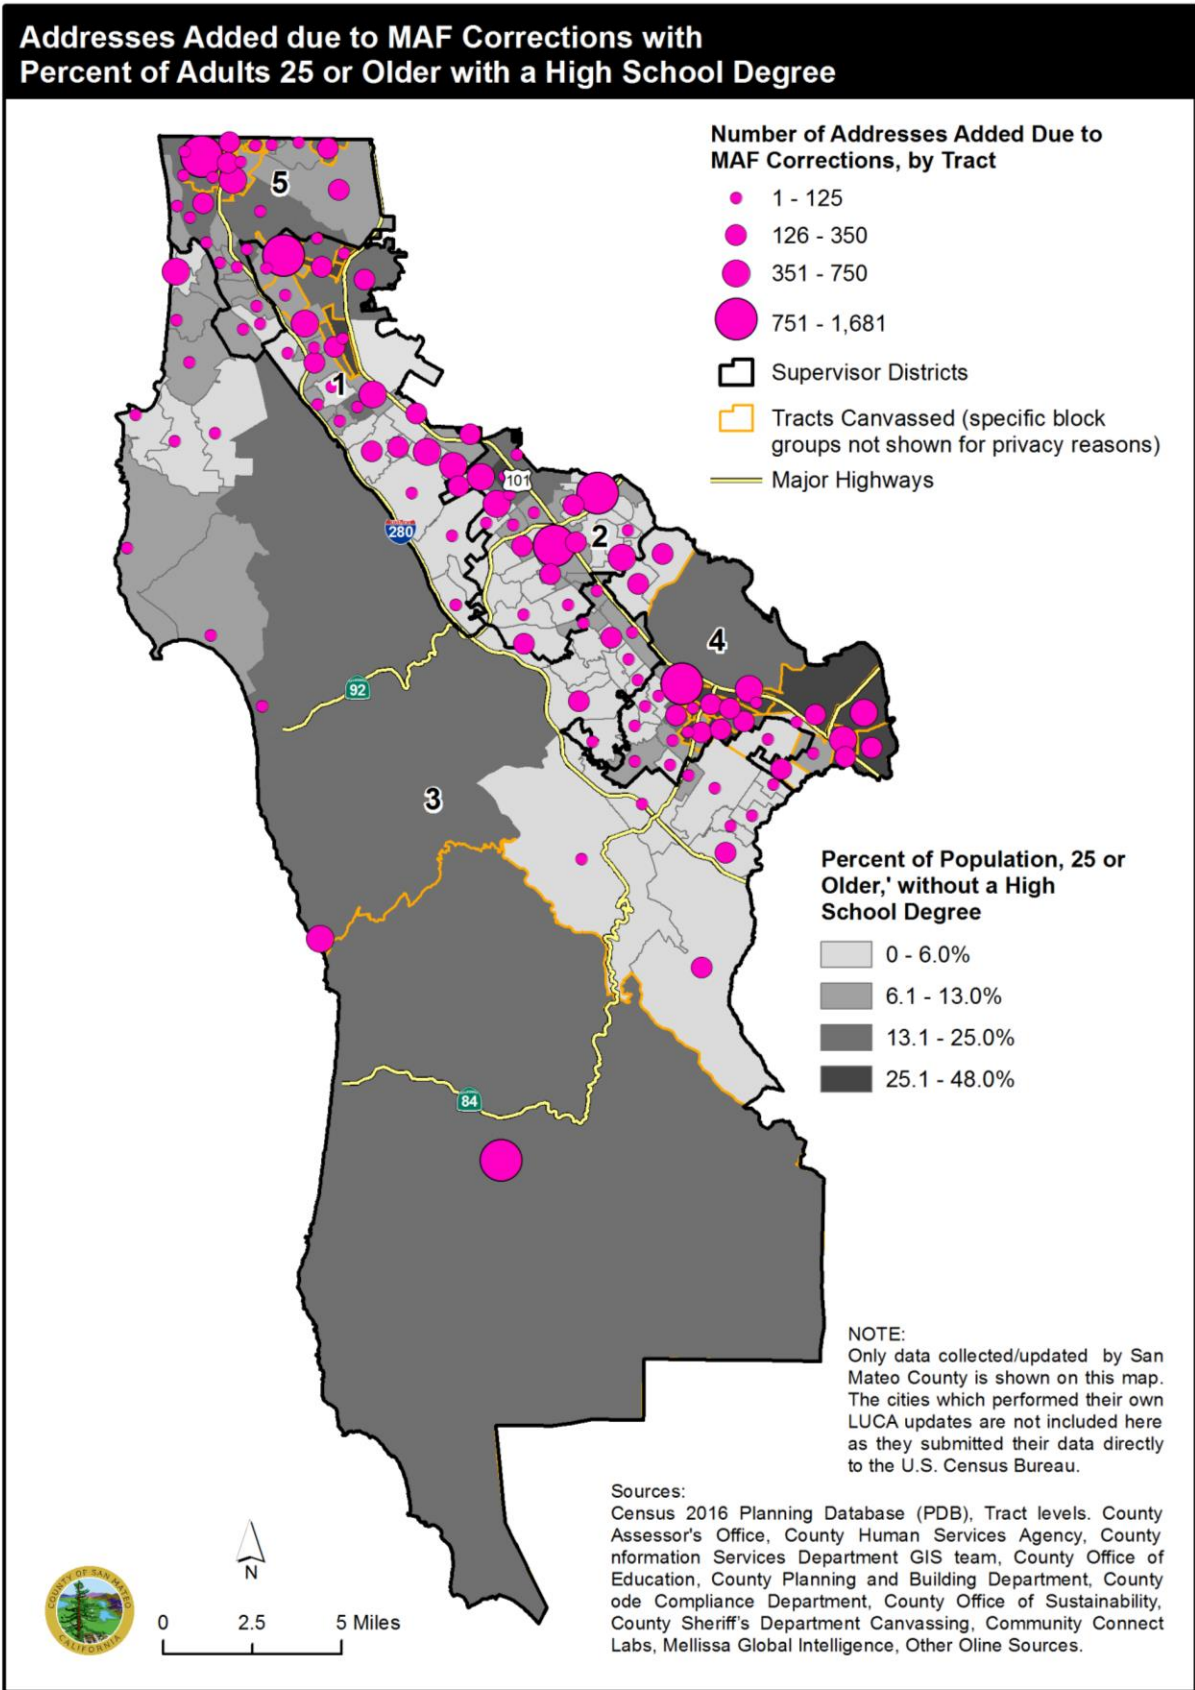 Addresses Added due to MAF Corrections with
Percent of Adults 25 or Older with a High School Degree
Number of Addresses Added Due to
MAF Corrections, by Tract
1 - 125
126 - 350
351 - 750
751 - 1,681
Supervisor Districts
Tracts Canvassed (specific block
groups not shown for privacy reasons)
Major Highways
5
1
101
280
2
4
92
3
84
Percent of Population, 25 or
Older,' without a High
School Degree
0 - 6.0%
6.1 - 13.0%
13.1 - 25.0%
25.1 - 48.0%
NOTE:
Only data collected/updated by San
Mateo County is shown on this map.
The cities which performed their own
LUCA updates are not included here
as they submitted their data directly
to the U.S. Census Bureau.
Sources:
Census 2016 Planning Database (PDB), Tract levels. County
Assessor's Office, County Human Services Agency, County
nformation Services Department GIS team, County Office of
Education, County Planning and Building Department, County
ode Compliance Department, County Office of Sustainability,
County Sheriff's Department Canvassing, Community Connect
Labs, Mellissa Global Intelligence, Other Oline Sources.
N
COUNTY OF SAN MATEO
CALIFORNIA
0 2.5 5 Miles